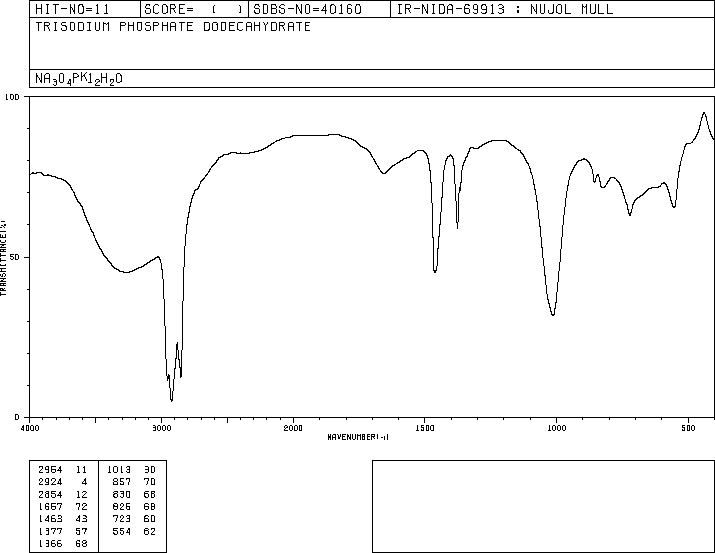 HIT-NO=11 SCORE= ( ) SDBS-NO=40160 IR-NIDA-69913 : NUJOL MULL
TRISODIUM PHOSPHATE DODECAHYDRATE
NA3O4PK12H2O
100
50
0
TRANSMITTANCE(%)
4000 3000 2000 1500 1000 500
WAVENUMBER(-1)
2954 11 1013 30
2924 4 857 70
2854 12 830 68
1657 72 826 68
1463 43 723 60
1377 57 554 62
1366 68